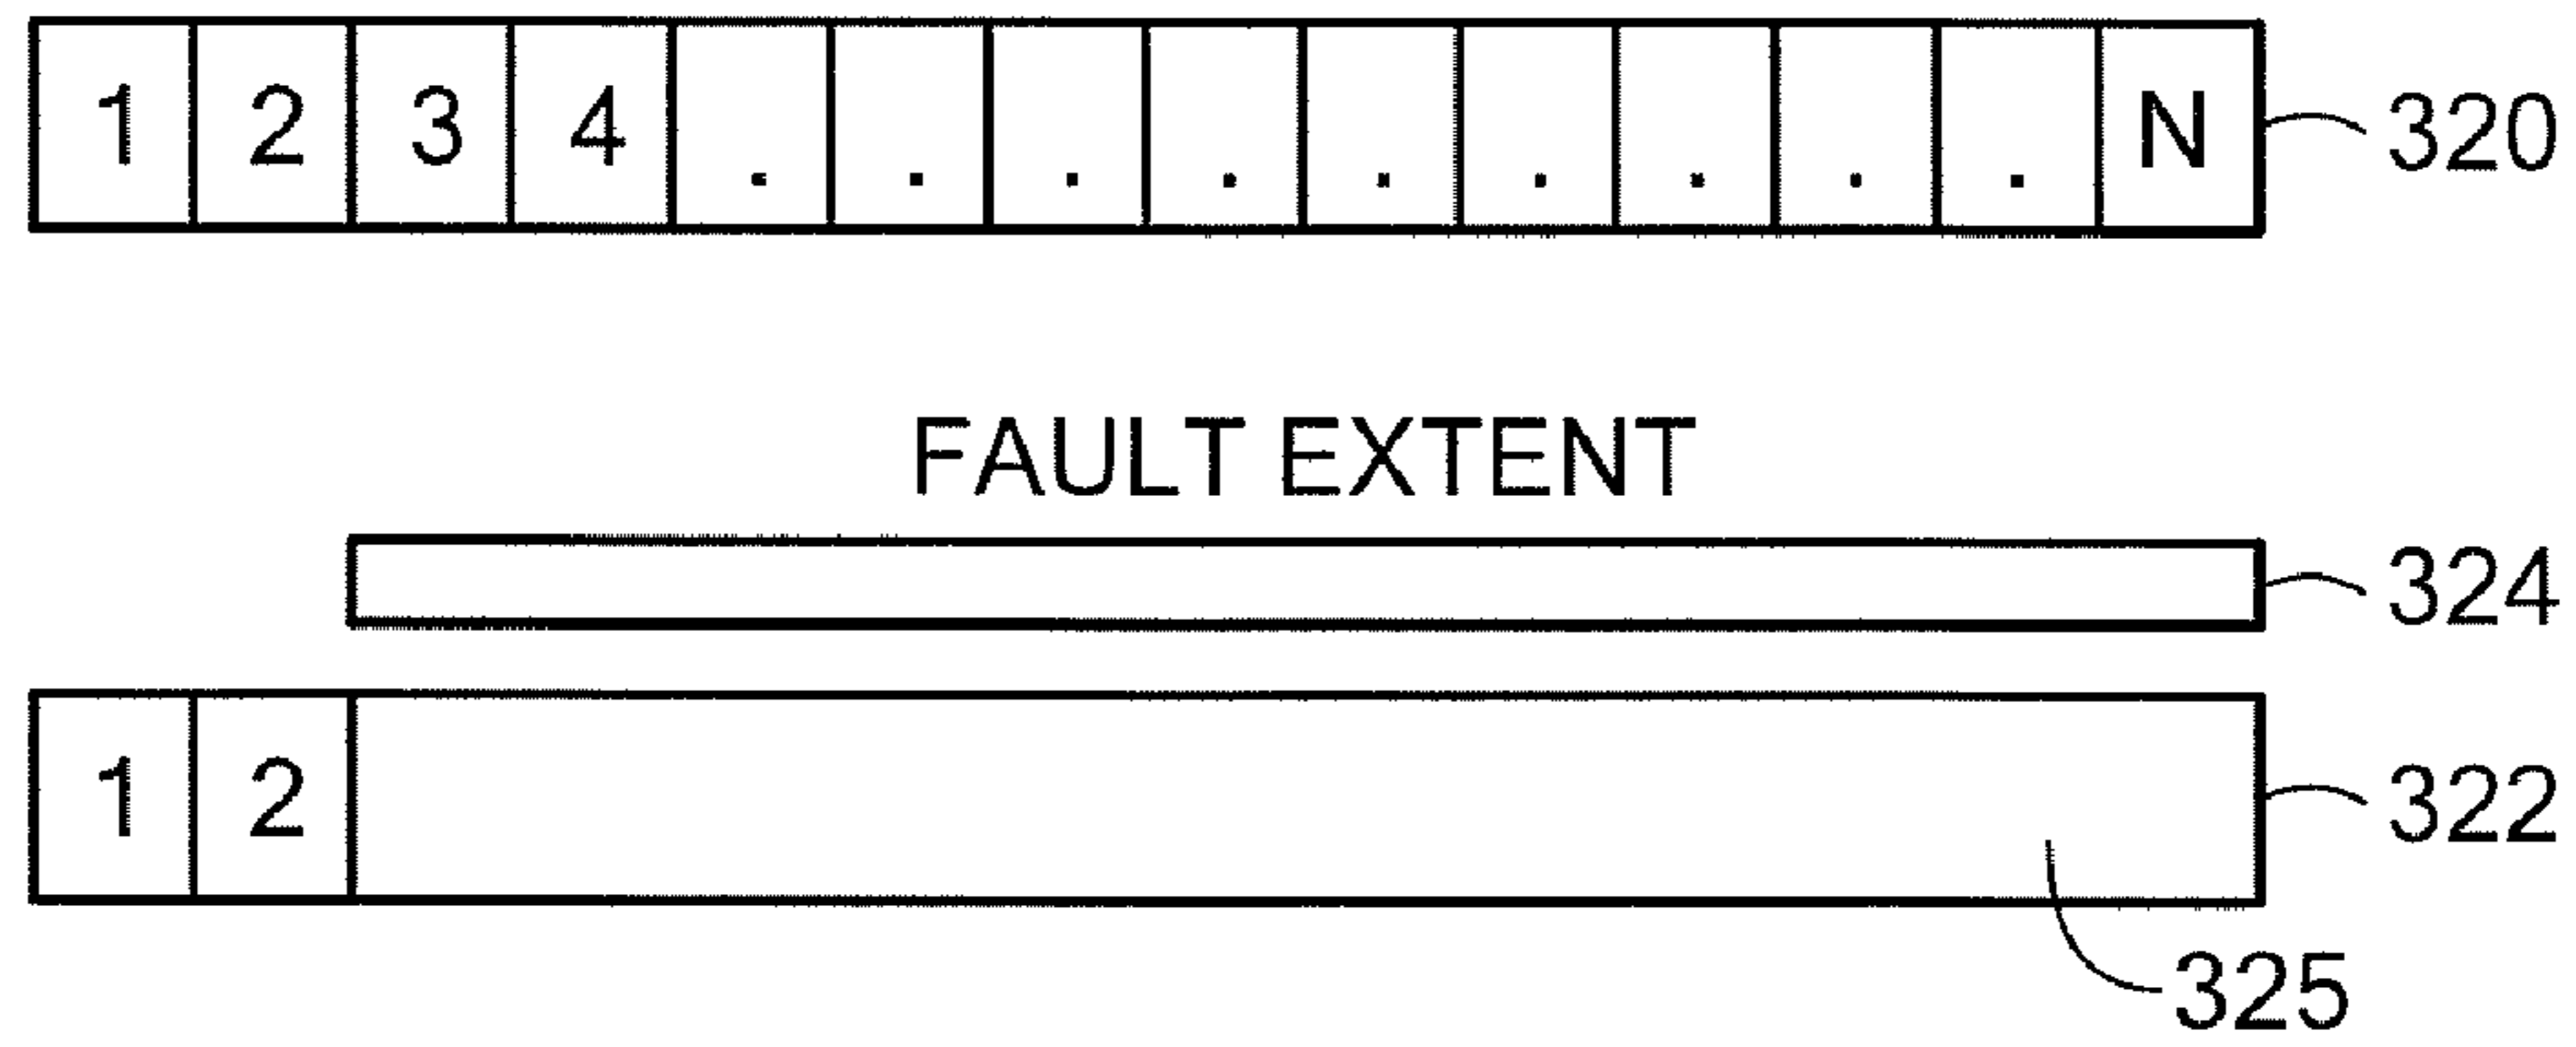 1 2 3 4 . . . . . . . . . N 320
FAULT EXTENT
324
1 2 322
325